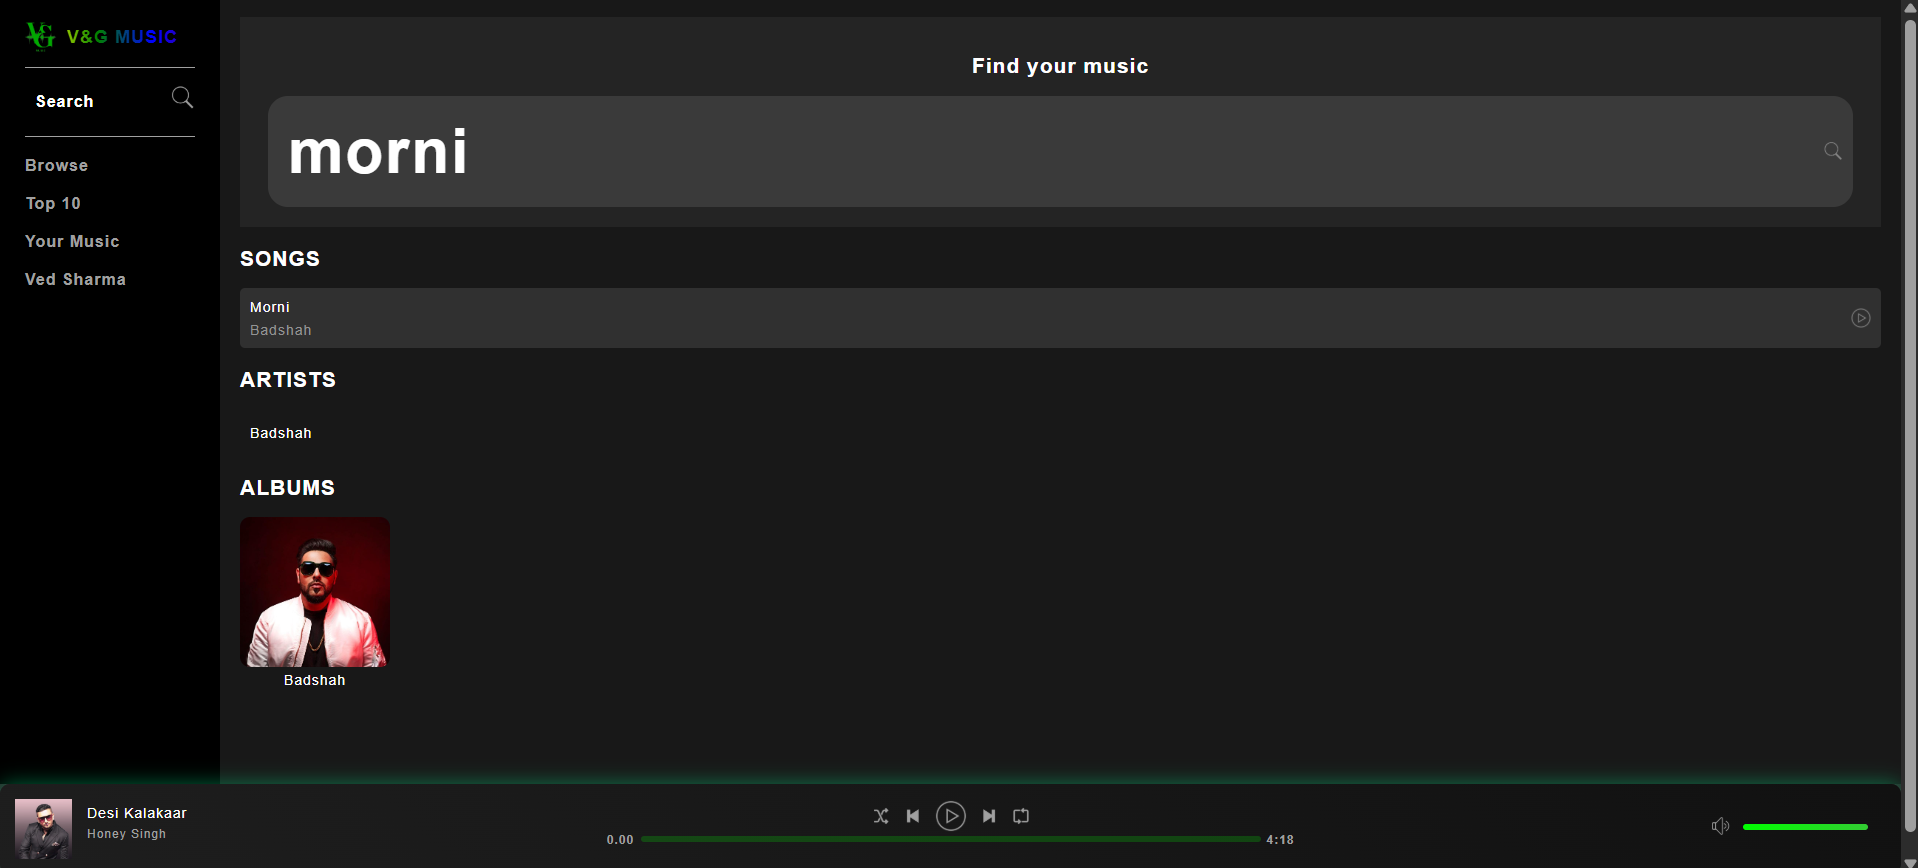 V&G MUSIC
Search
Browse
Top 10
Your Music
Ved Sharma
Find your music
morni
SONGS
Morni
Badshah
ARTISTS
Badshah
ALBUMS
Badshah
Desi Kalakaar
Honey Singh
0.00
4:18